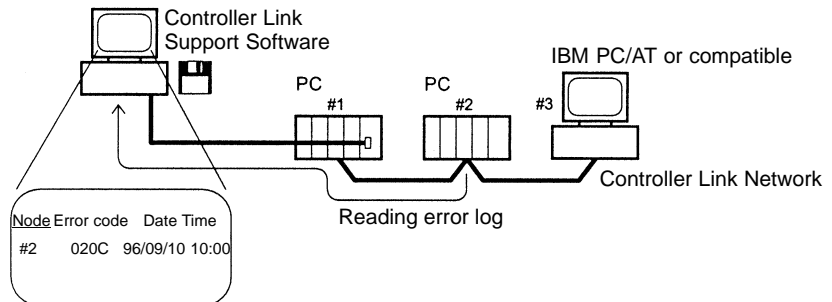 Controller Link
Support Software
IBM PC/AT or compatible
PC
#1
PC
#2
#3
Controller Link Network
Reading error log
Node Error code Date Time
#2 020C 96/09/10 10:00